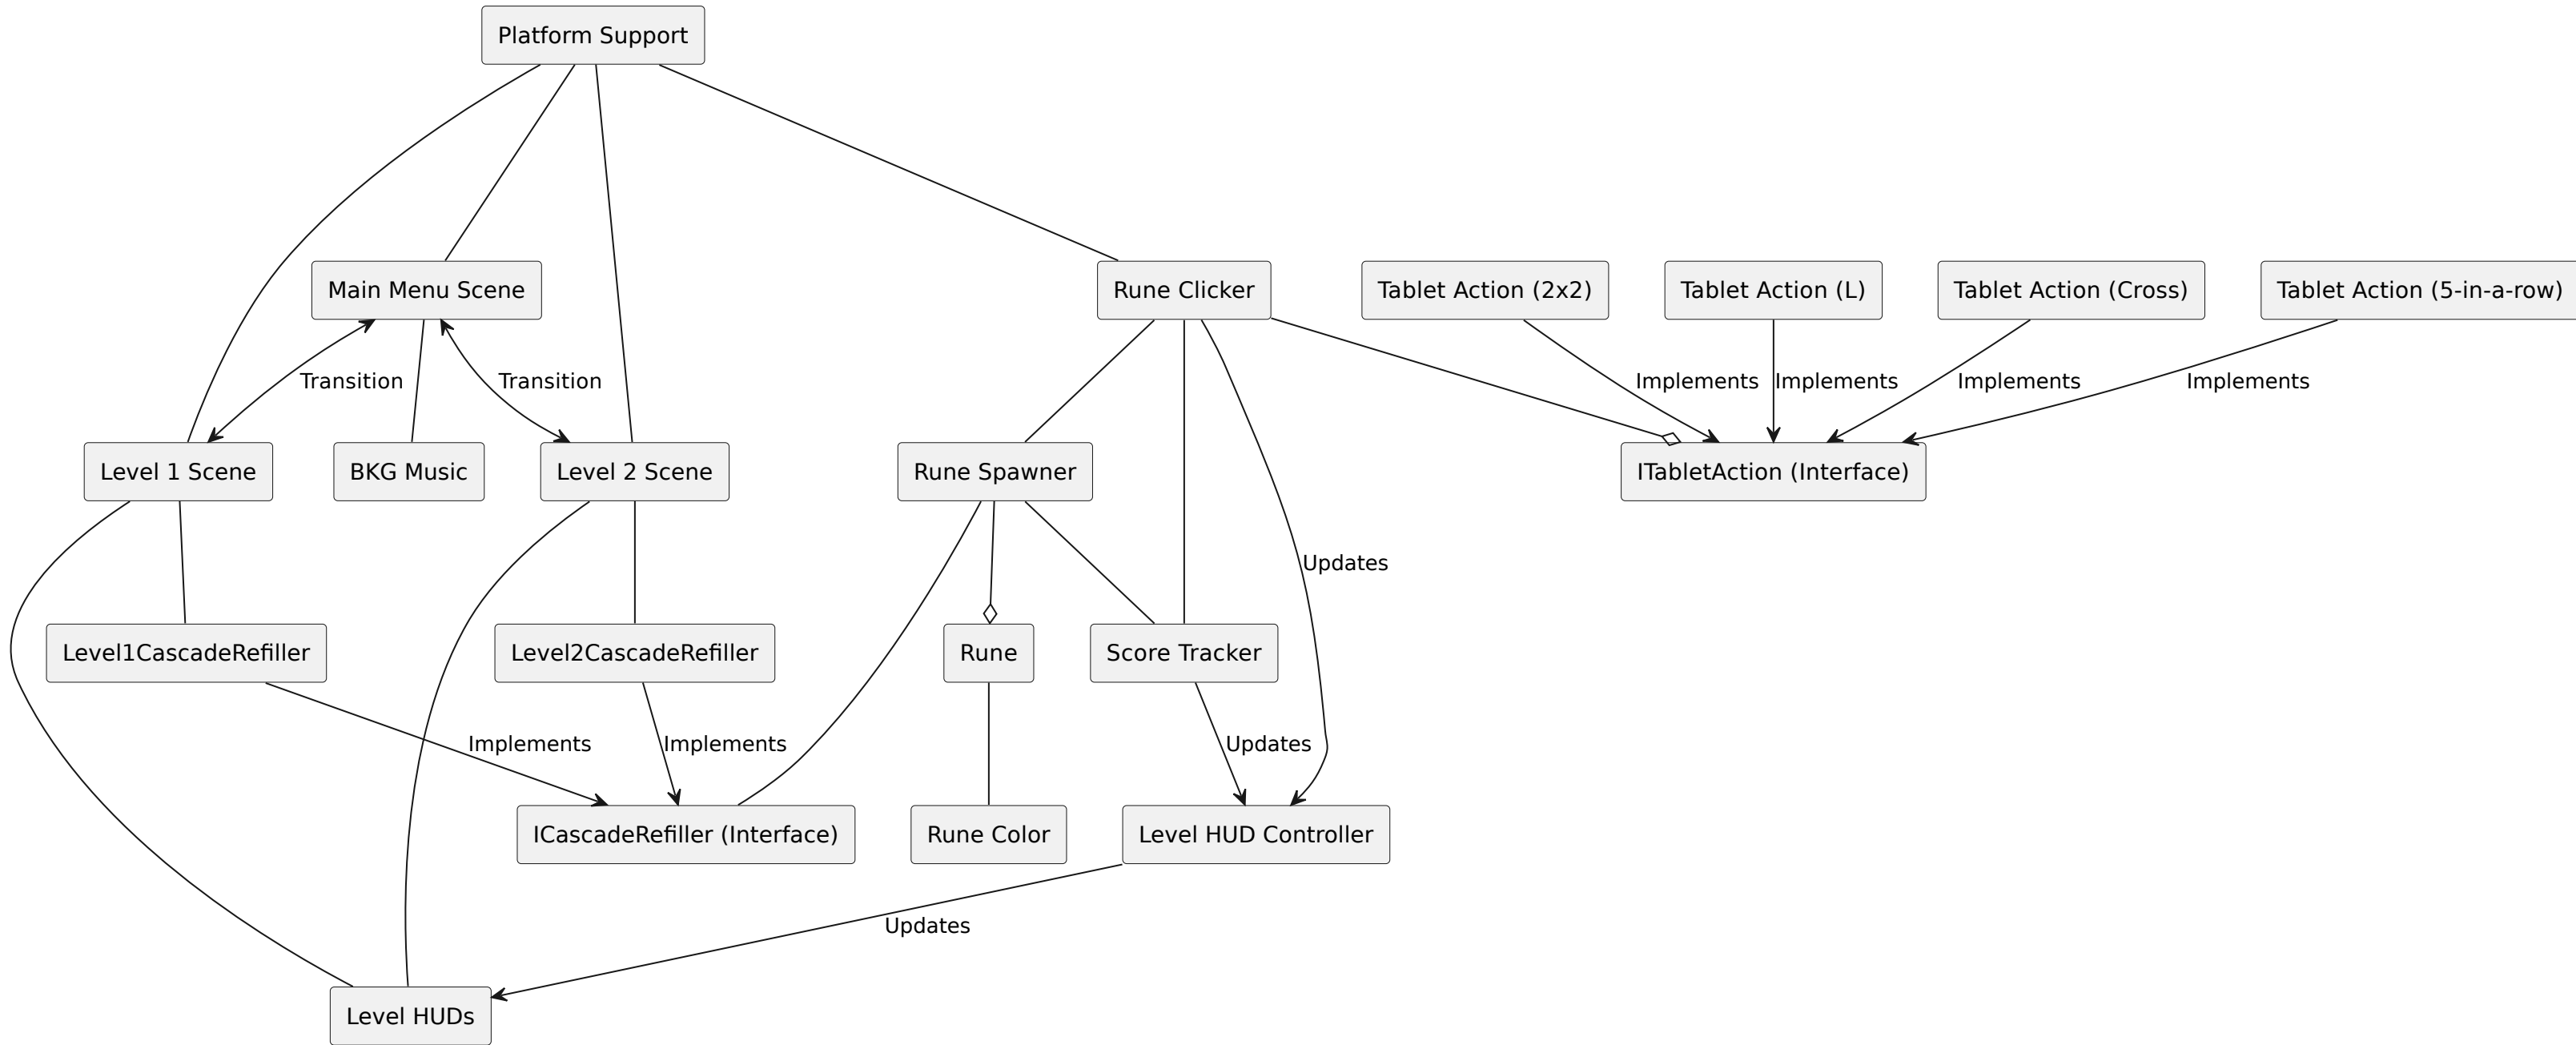 Platform Support
Main Menu Scene
Rune Clicker
Tablet Action (2x2)
Tablet Action (L)
Tablet Action (Cross)
Tablet Action (5-in-a-row)
Transition
Transition
Implements
Implements
Implements
Implements
Level 1 Scene
BKG Music
Level 2 Scene
Rune Spawner
ITabletAction (Interface)
Updates
Level1CascadeRefiller
Level2CascadeRefiller
Rune
Score Tracker
Implements
Implements
Updates
ICascadeRefiller (Interface)
Rune Color
Level HUD Controller
Updates
Level HUDs